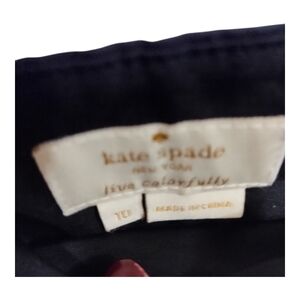 kate spade
NEW YORK
live colorfully
10
MADE IN CHINA